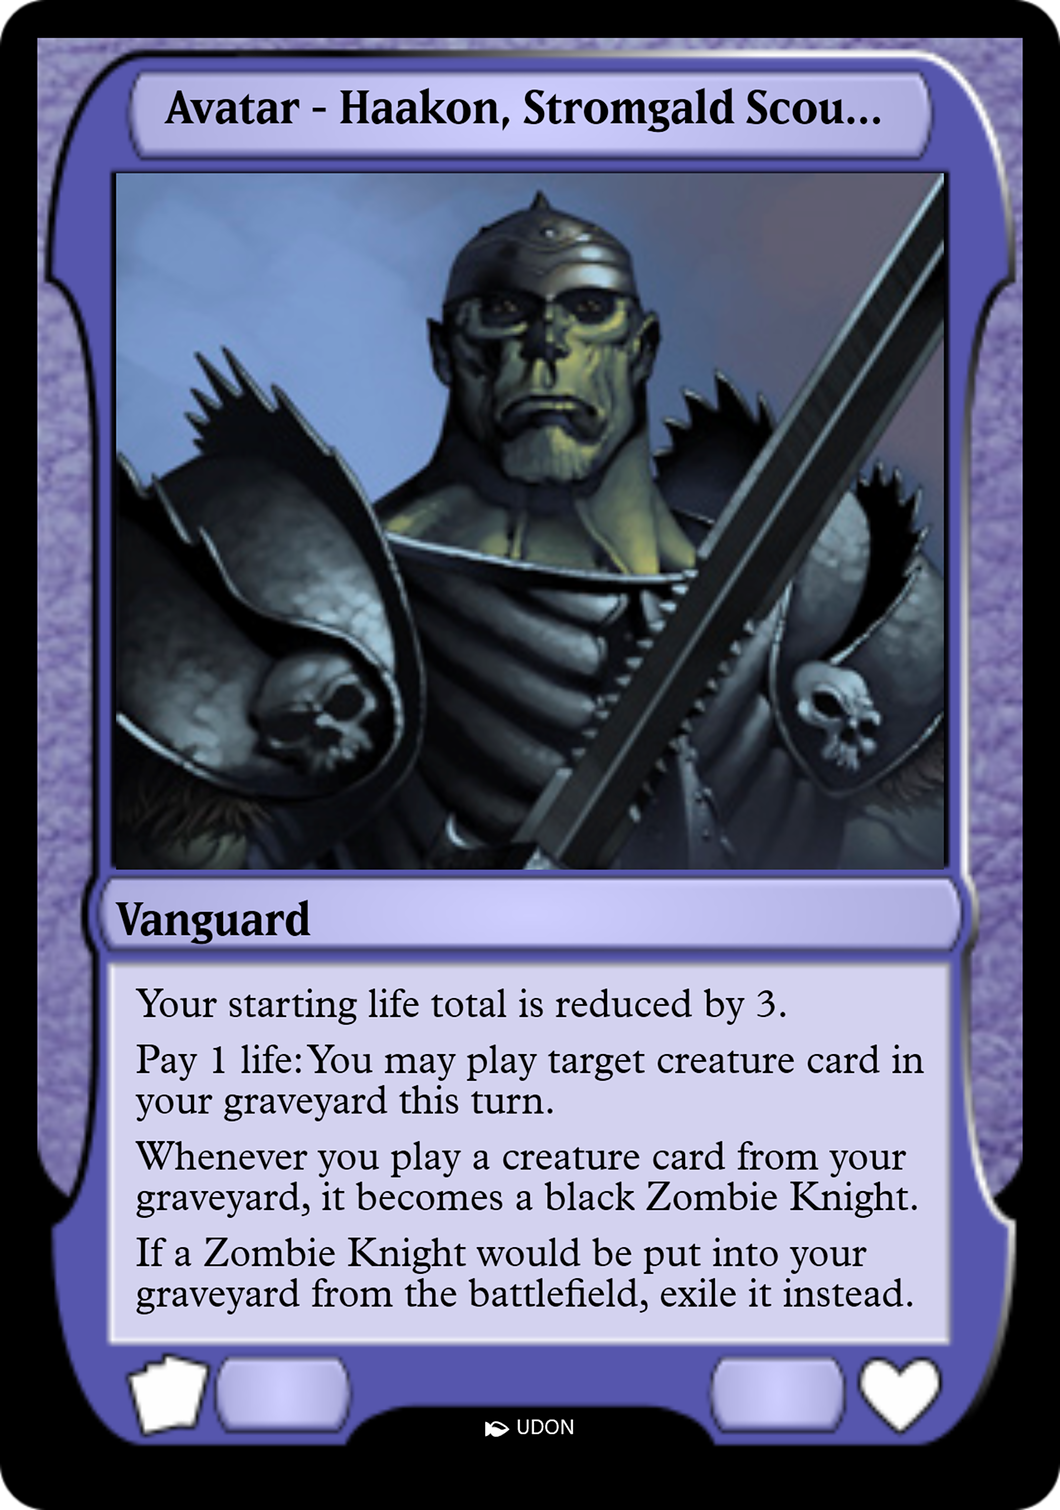 Avatar - Haakon, Stromgald Scou...
Vanguard
Your starting life total is reduced by 3.
Pay 1 life: You may play target creature card in
your graveyard this turn.
Whenever you play a creature card from your
graveyard, it becomes a black Zombie Knight.
If a Zombie Knight would be put into your
graveyard from the battlefield, exile it instead.
UDON